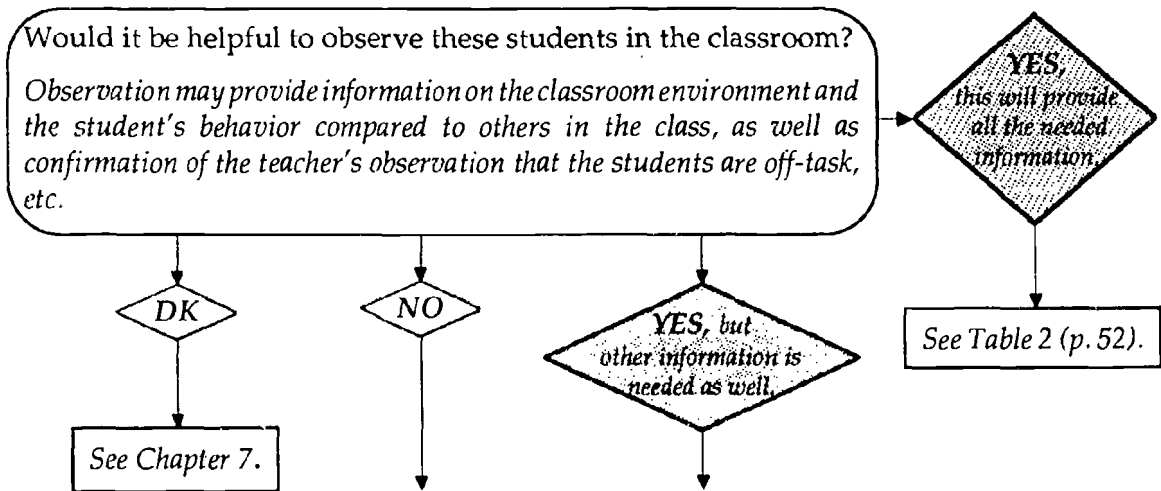 Would it be helpful to observe these students in the classroom?
Observation may provide information on the classroom environment and
the student's behavior compared to others in the class, as well as
confirmation of the teacher's observation that the students are off-task,
etc.
YES,
this will provide
all the needed
information.
DK
NO
YES, but
other information is
needed as well.
See Table 2 (p. 52).
See Chapter 7.